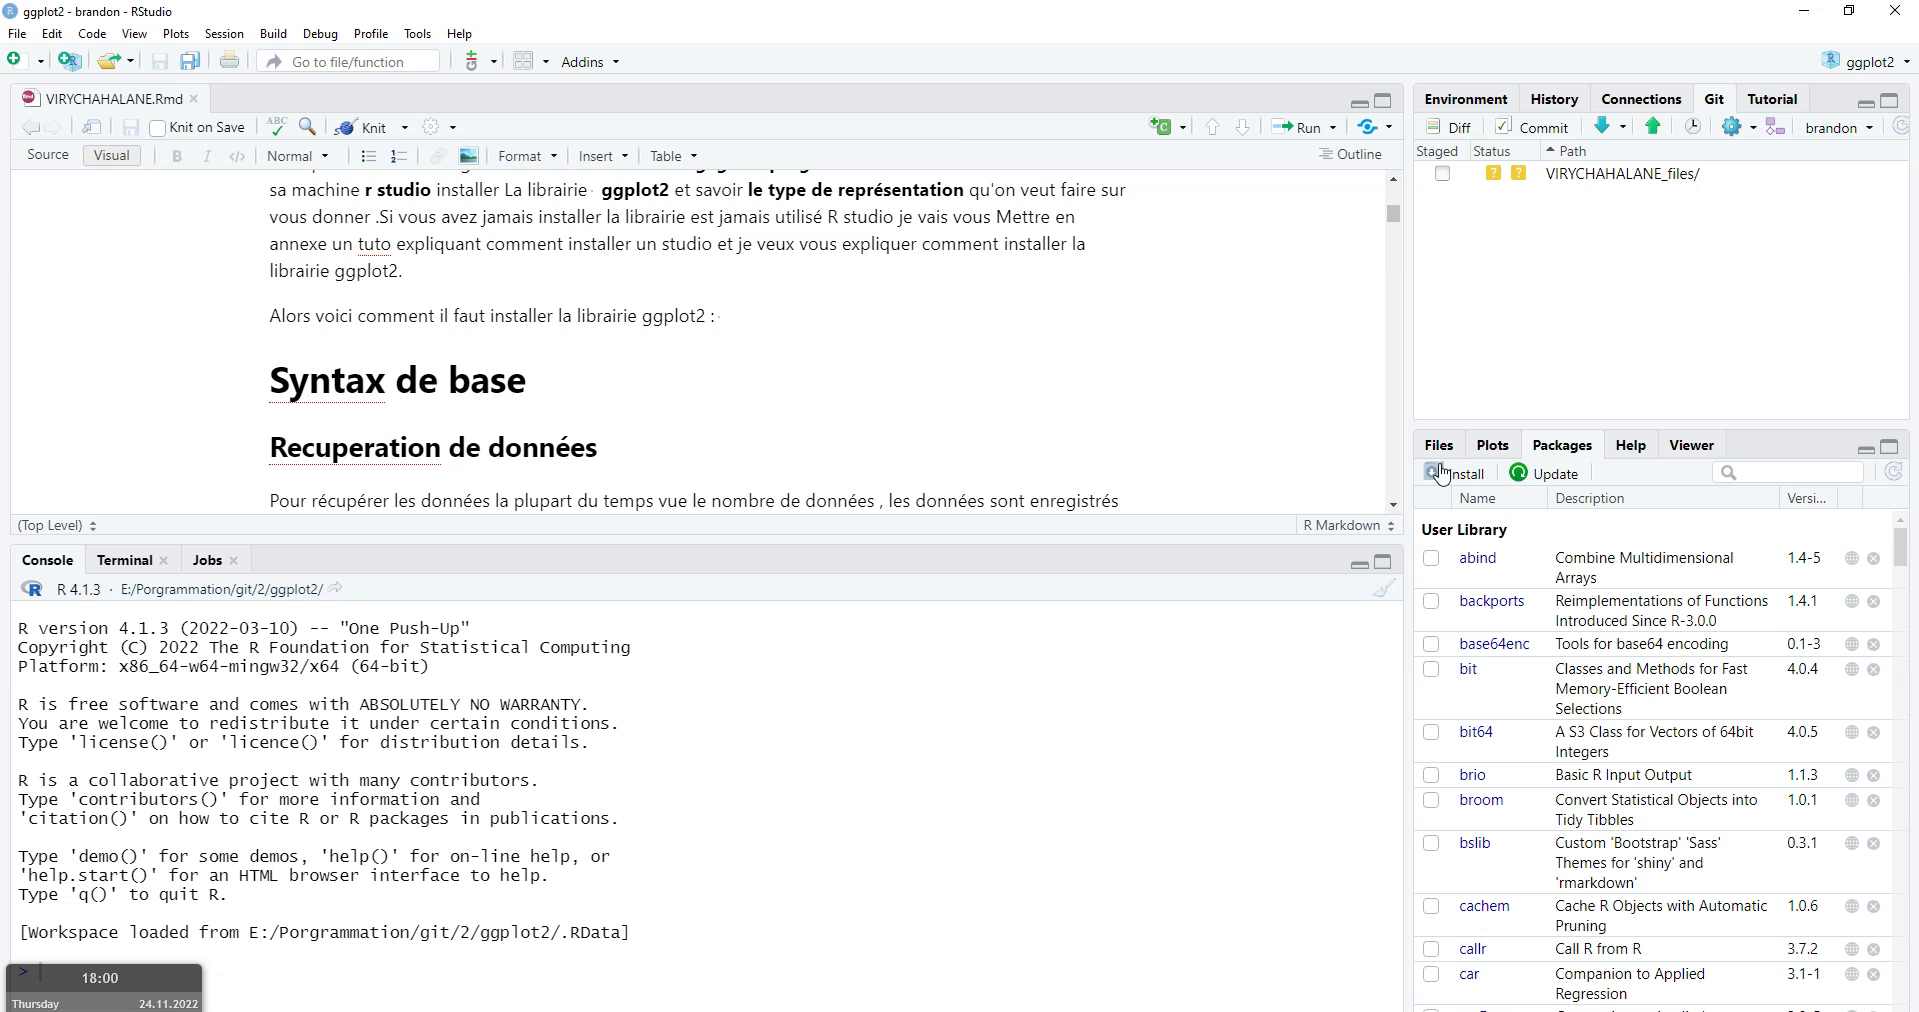 ggplot2 - brandon - RStudio
File Edit Code View Plots Session Build Debug Profile Tools Help
Go to file/function Addins ggplot2
VIRYCHAHALANE.Rmd
Knit on Save ABC Knit Run
Source Visual B I </> Normal Format Insert Table Outline
sa machine r studio installer La librairie ggplot2 et savoir le type de représentation qu'on veut faire sur
vous donner .Si vous avez jamais installer la librairie est jamais utilisé R studio je vais vous Mettre en
annexe un tuto expliquant comment installer un studio et je veux vous expliquer comment installer la
librairie ggplot2.
Alors voici comment il faut installer la librairie ggplot2 :
Syntax de base
Recuperation de données
Pour récupérer les données la plupart du temps vue le nombre de données , les données sont enregistrés
(Top Level) R Markdown
Console Terminal Jobs
R 4.1.3 · E:/Porgrammation/git/2/ggplot2/
R version 4.1.3 (2022-03-10) -- "One Push-Up"
Copyright (C) 2022 The R Foundation for Statistical Computing
Platform: x86_64-w64-mingw32/x64 (64-bit)
R is free software and comes with ABSOLUTELY NO WARRANTY.
You are welcome to redistribute it under certain conditions.
Type 'license()' or 'licence()' for distribution details.
R is a collaborative project with many contributors.
Type 'contributors()' for more information and
'citation()' on how to cite R or R packages in publications.
Type 'demo()' for some demos, 'help()' for on-line help, or
'help.start()' for an HTML browser interface to help.
Type 'q()' to quit R.
[Workspace loaded from E:/Porgrammation/git/2/ggplot2/.RData]
>
18:00
Thursday 24.11.2022
Environment History Connections Git Tutorial
Diff Commit brandon
Staged Status Path
? ? VIRYCHAHALANE_files/
Files Plots Packages Help Viewer
Install Update
Name Description Versi...
User Library
abind Combine Multidimensional 1.4-5
Arrays
backports Reimplementations of Functions 1.4.1
Introduced Since R-3.0.0
base64enc Tools for base64 encoding 0.1-3
bit Classes and Methods for Fast 4.0.4
Memory-Efficient Boolean
Selections
bit64 A S3 Class for Vectors of 64bit 4.0.5
Integers
brio Basic R Input Output 1.1.3
broom Convert Statistical Objects into 1.0.1
Tidy Tibbles
bslib Custom 'Bootstrap' 'Sass' 0.3.1
Themes for 'shiny' and
'rmarkdown'
cachem Cache R Objects with Automatic 1.0.6
Pruning
callr Call R from R 3.7.2
car Companion to Applied 3.1-1
Regression